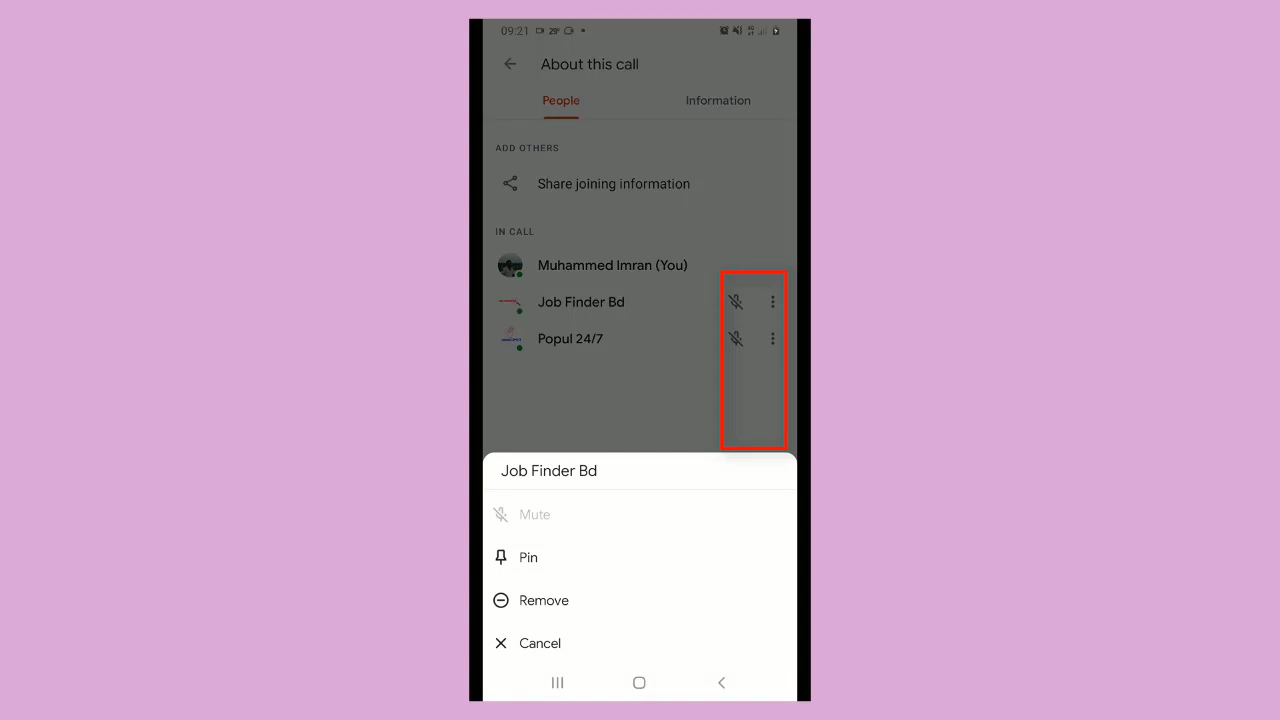 09:21 29°
About this call
People Information
ADD OTHERS
Share joining information
IN CALL
Muhammed Imran (You)
Job Finder Bd
Popul 24/7
Job Finder Bd
Mute
Pin
Remove
Cancel